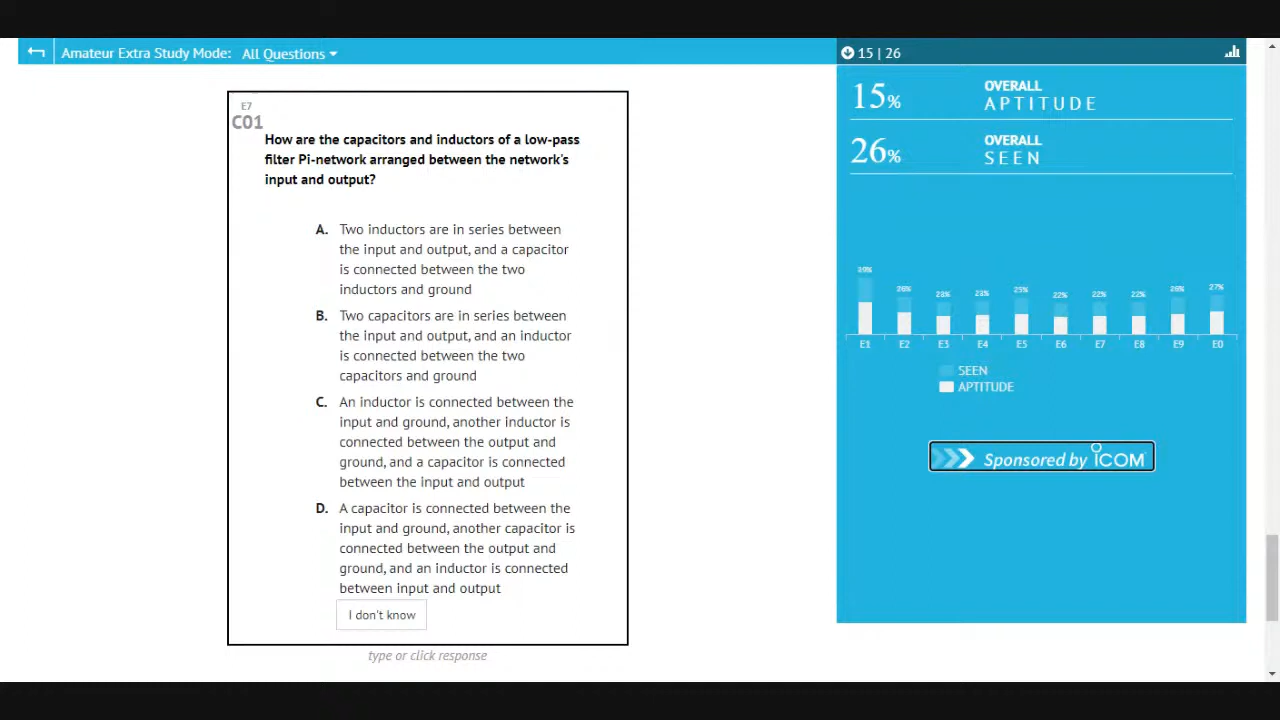 Amateur Extra Study Mode: All Questions
15 | 26
E7
C01
How are the capacitors and inductors of a low-pass
filter Pi-network arranged between the network's
input and output?
A. Two inductors are in series between
the input and output, and a capacitor
is connected between the two
inductors and ground
B. Two capacitors are in series between
the input and output, and an inductor
is connected between the two
capacitors and ground
C. An inductor is connected between the
input and ground, another inductor is
connected between the output and
ground, and a capacitor is connected
between the input and output
D. A capacitor is connected between the
input and ground, another capacitor is
connected between the output and
ground, and an inductor is connected
between input and output
I don't know
type or click response
15% OVERALL
APTITUDE
26% OVERALL
SEEN
26% 22% 22% 22% 26% 27%
E1 E2 E3 E4 E5 E6 E7 E8 E9 E0
SEEN
APTITUDE
Sponsored by ICOM